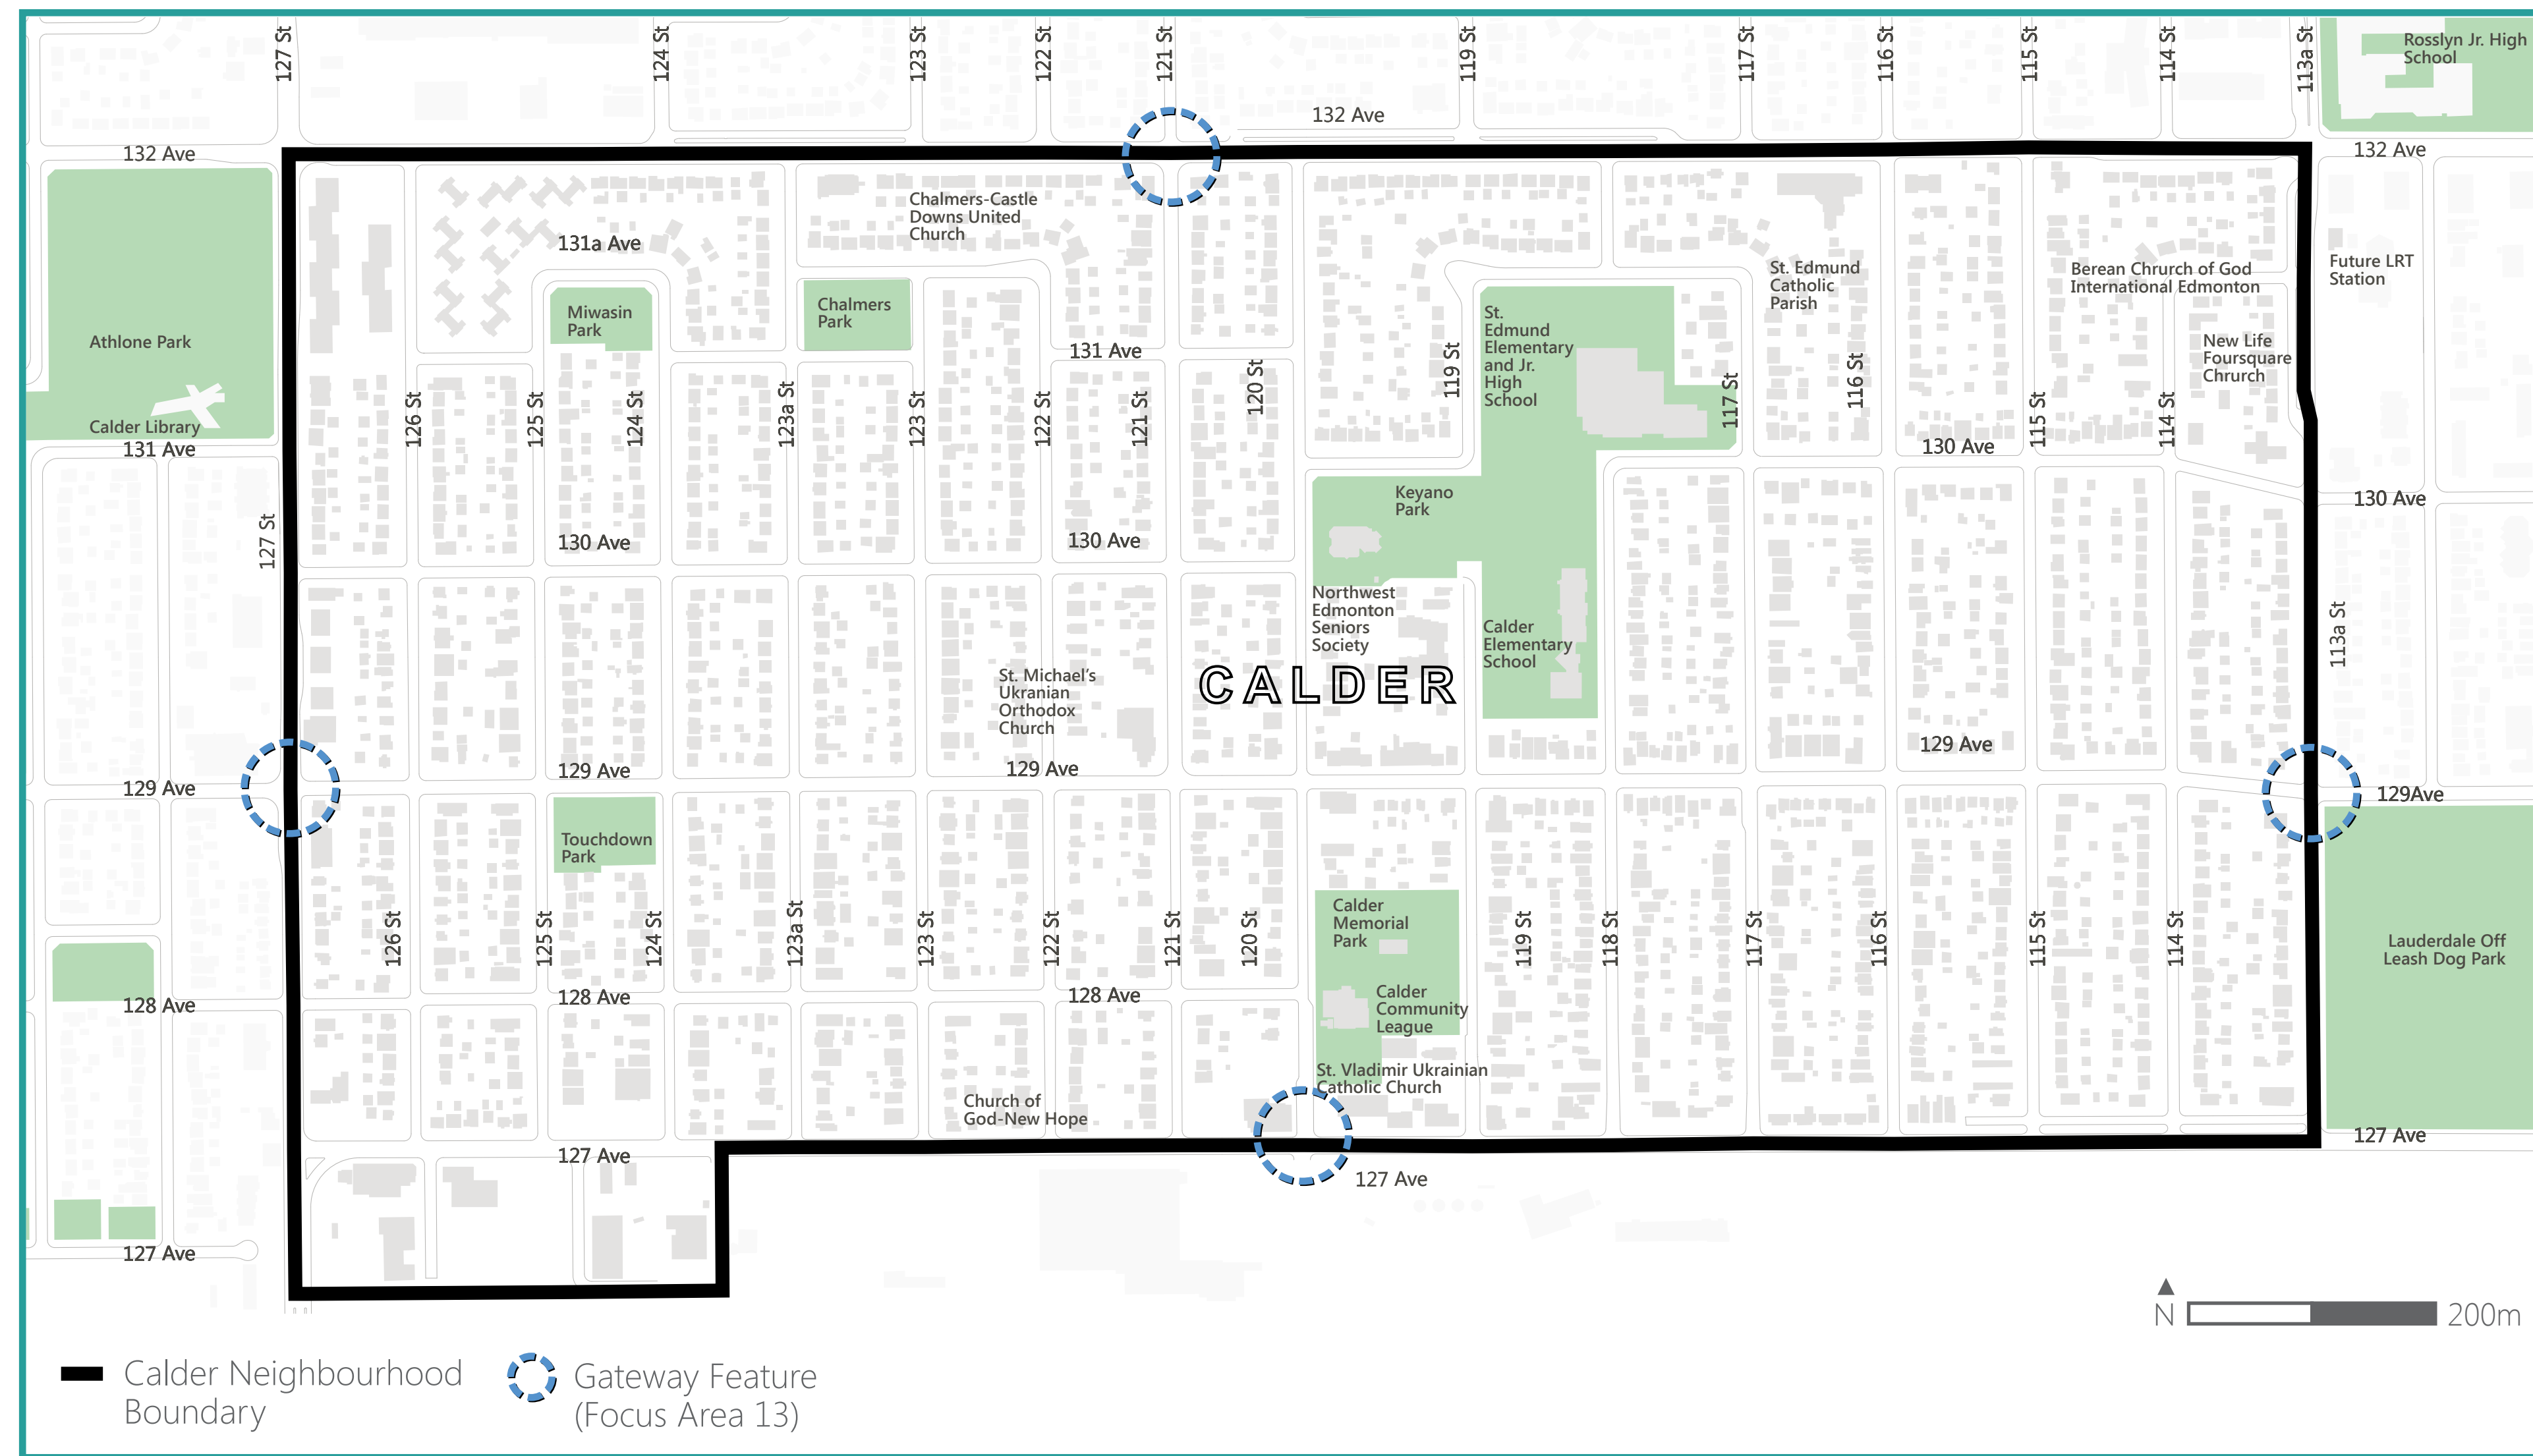 127 St
124 St
123 St
122 St
121 St
119 St
117 St
116 St
115 St
114 St
113a St
Rosslyn Jr. High
School
132 Ave
132 Ave
132 Ave
Chalmers-Castle
Downs United
Church
131a Ave
St. Edmund
Catholic
Parish
Berean Chrurch of God
International Edmonton
Future LRT
Station
Miwasin
Park
Chalmers
Park
St.
Edmund
Elementary
and Jr.
High
School
Athlone Park
131 Ave
New Life
Foursquare
Chrurch
Calder Library
131 Ave
126 St
125 St
124 St
123a St
123 St
122 St
121 St
120 St
119 St
117 St
116 St
115 St
114 St
130 Ave
130 Ave
Keyano
Park
127 St
130 Ave
130 Ave
Northwest
Edmonton
Seniors
Society
Calder
Elementary
School
113a St
St. Michael's
Ukranian
Orthodox
Church
CALDER
129 Ave
129 Ave
129 Ave
129 Ave
129Ave
Touchdown
Park
126 St
125 St
124 St
123a St
123 St
122 St
121 St
120 St
Calder
Memorial
Park
119 St
118 St
117 St
116 St
115 St
114 St
Lauderdale Off
Leash Dog Park
128 Ave
128 Ave
128 Ave
Calder
Community
League
St. Vladimir Ukrainian
Catholic Church
Church of
God-New Hope
127 Ave
127 Ave
127 Ave
127 Ave
N
200m
Calder Neighbourhood
Boundary
Gateway Feature
(Focus Area 13)